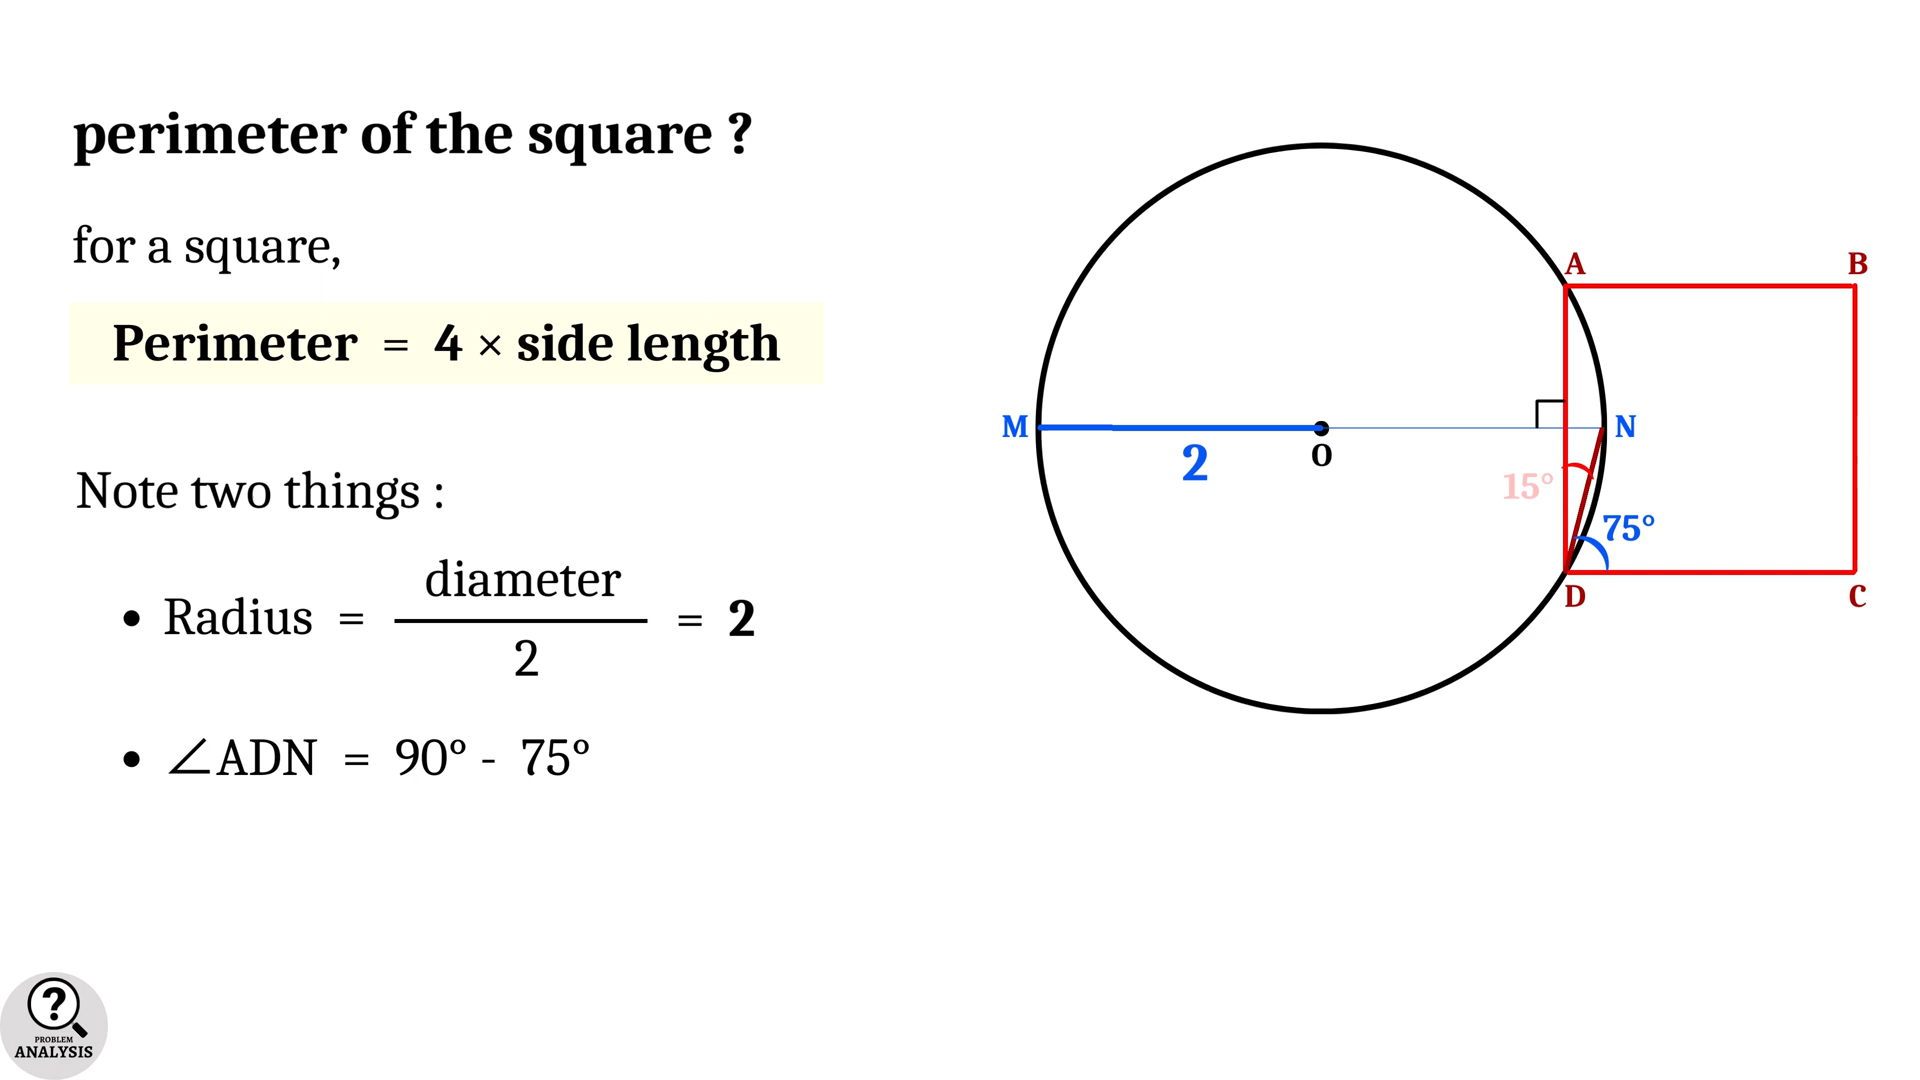 perimeter of the square ?
for a square,
Perimeter = 4 × side length
Note two things :
• Radius = diameter / 2 = 2
• ∠ADN = 90° - 75°
A
B
M
N
2
O
15°
75°
D
C
?
PROBLEM
ANALYSIS